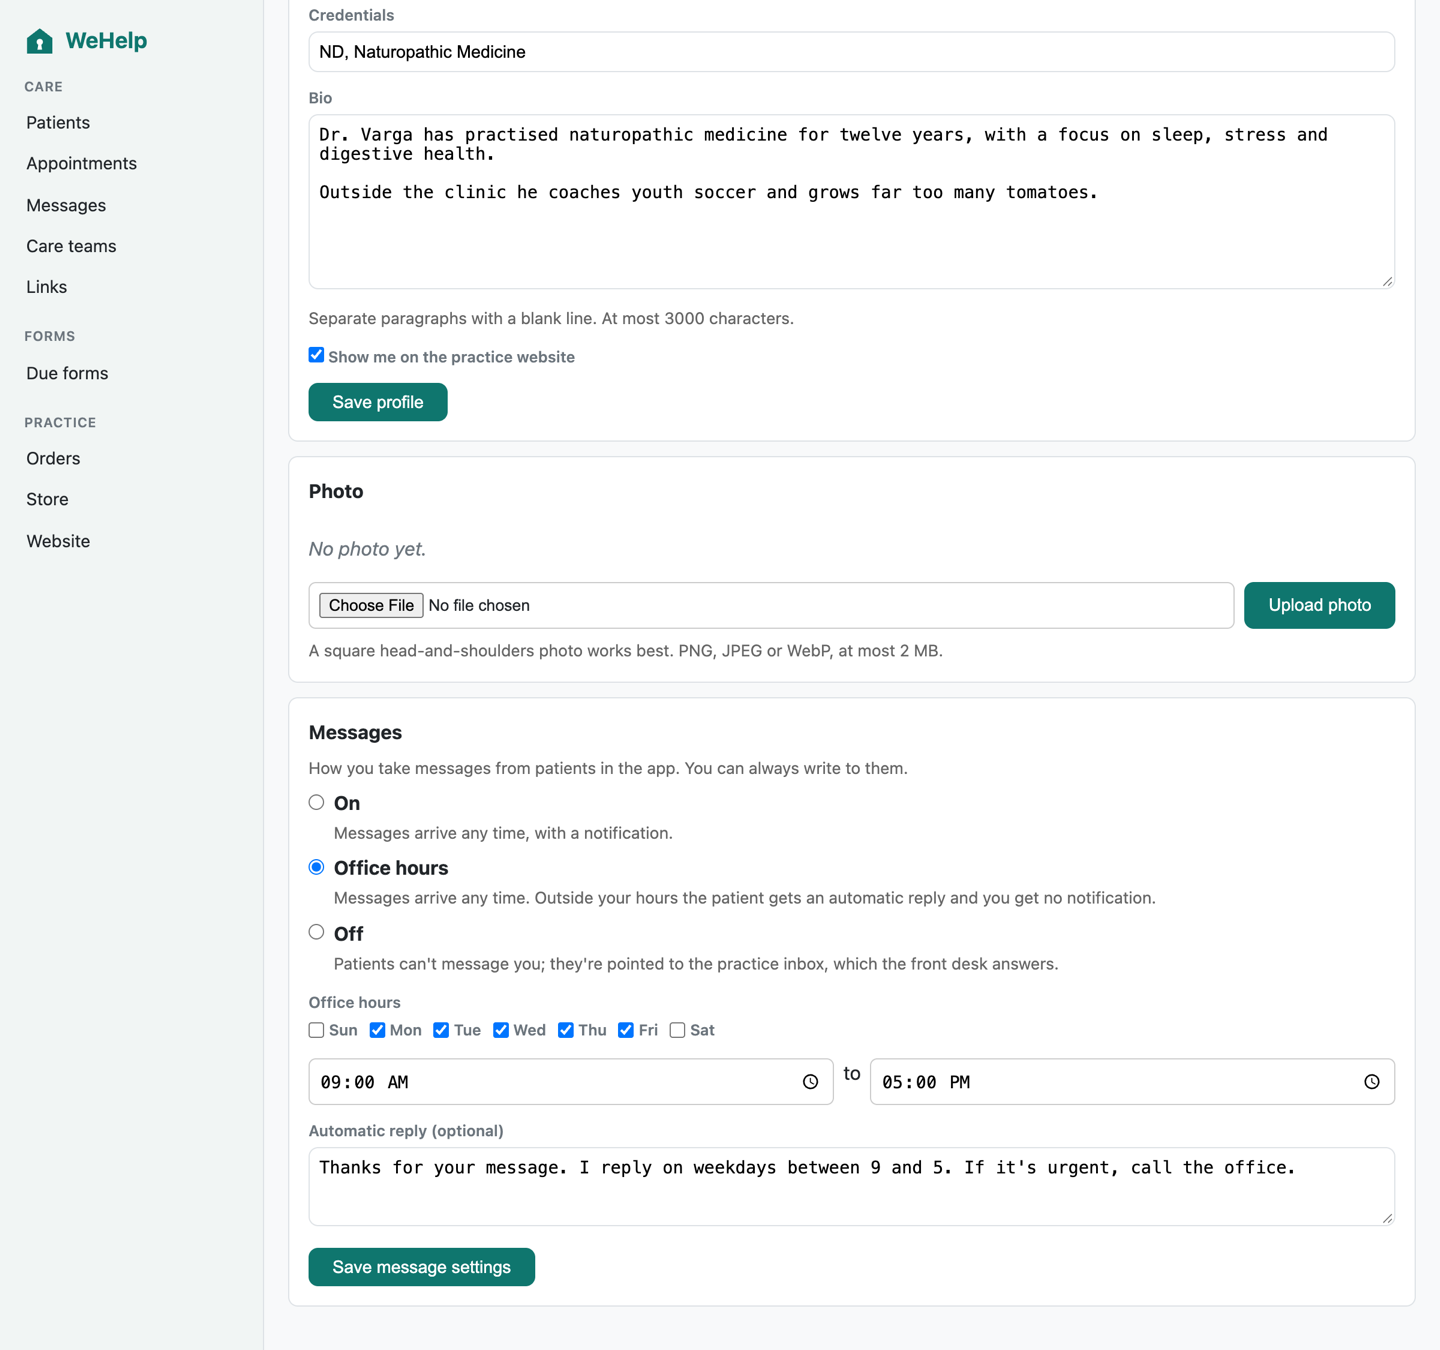 WeHelp
CARE
Patients
Appointments
Messages
Care teams
Links
FORMS
Due forms
PRACTICE
Orders
Store
Website
Credentials
ND, Naturopathic Medicine
Bio
Dr. Varga has practised naturopathic medicine for twelve years, with a focus on sleep, stress and
digestive health.
Outside the clinic he coaches youth soccer and grows far too many tomatoes.
Separate paragraphs with a blank line. At most 3000 characters.
Show me on the practice website
Save profile
Photo
No photo yet.
Choose File No file chosen
Upload photo
A square head-and-shoulders photo works best. PNG, JPEG or WebP, at most 2 MB.
Messages
How you take messages from patients in the app. You can always write to them.
On
Messages arrive any time, with a notification.
Office hours
Messages arrive any time. Outside your hours the patient gets an automatic reply and you get no notification.
Off
Patients can't message you; they're pointed to the practice inbox, which the front desk answers.
Office hours
Sun Mon Tue Wed Thu Fri Sat
09:00 AM to 05:00 PM
Automatic reply (optional)
Thanks for your message. I reply on weekdays between 9 and 5. If it's urgent, call the office.
Save message settings